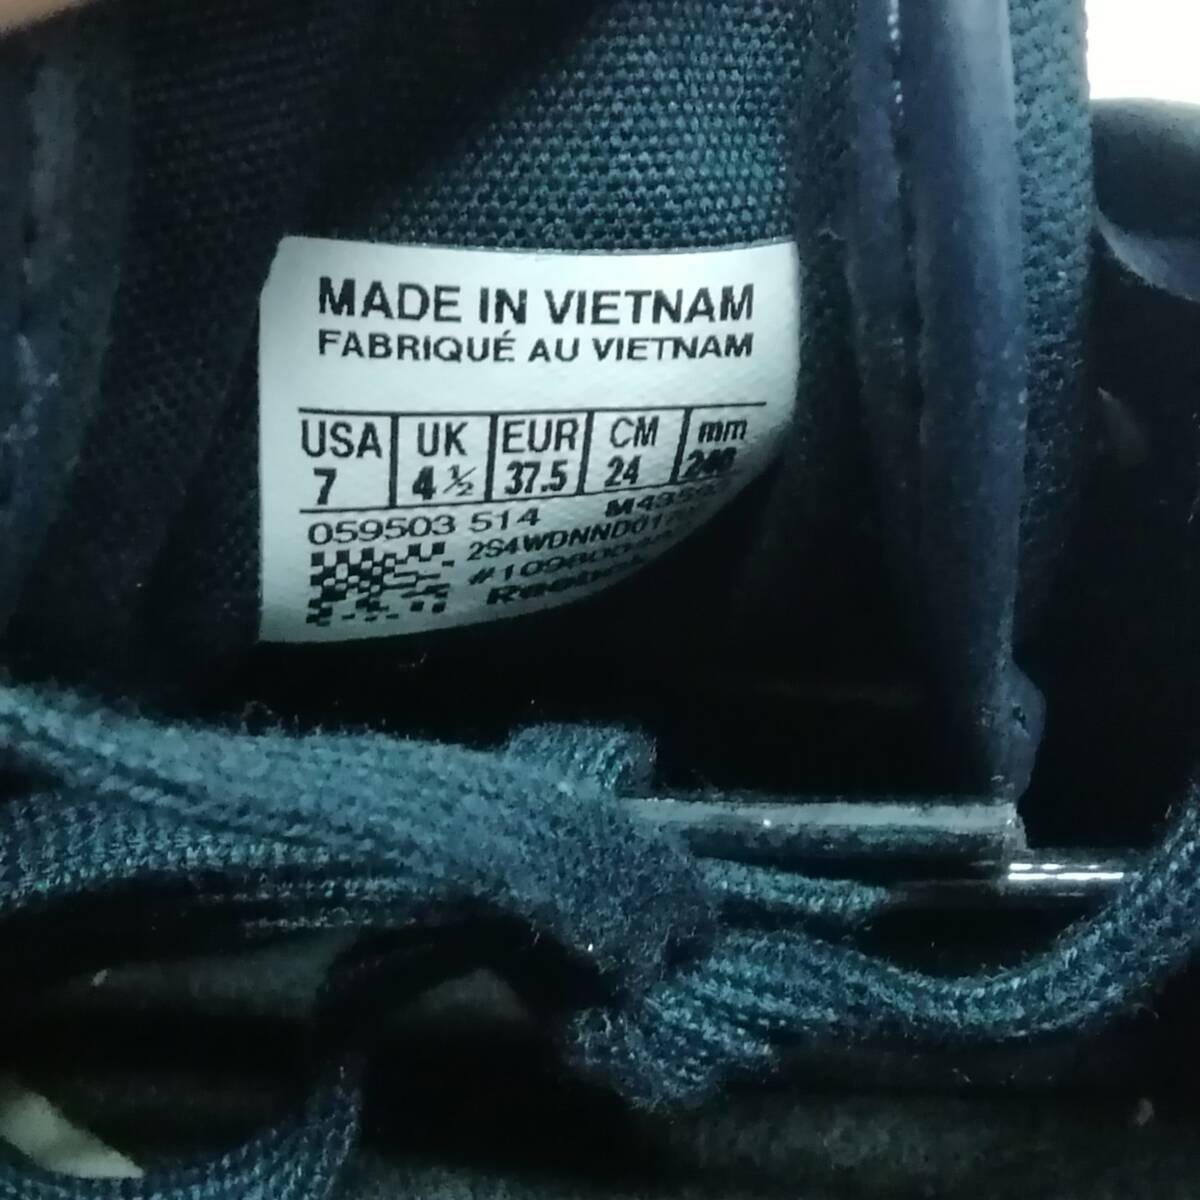 MADE IN VIETNAM
FABRIQUÉ AU VIETNAM
USA UK EUR CM mm
7 4½ 37.5 24 240
059503 514
Reebok